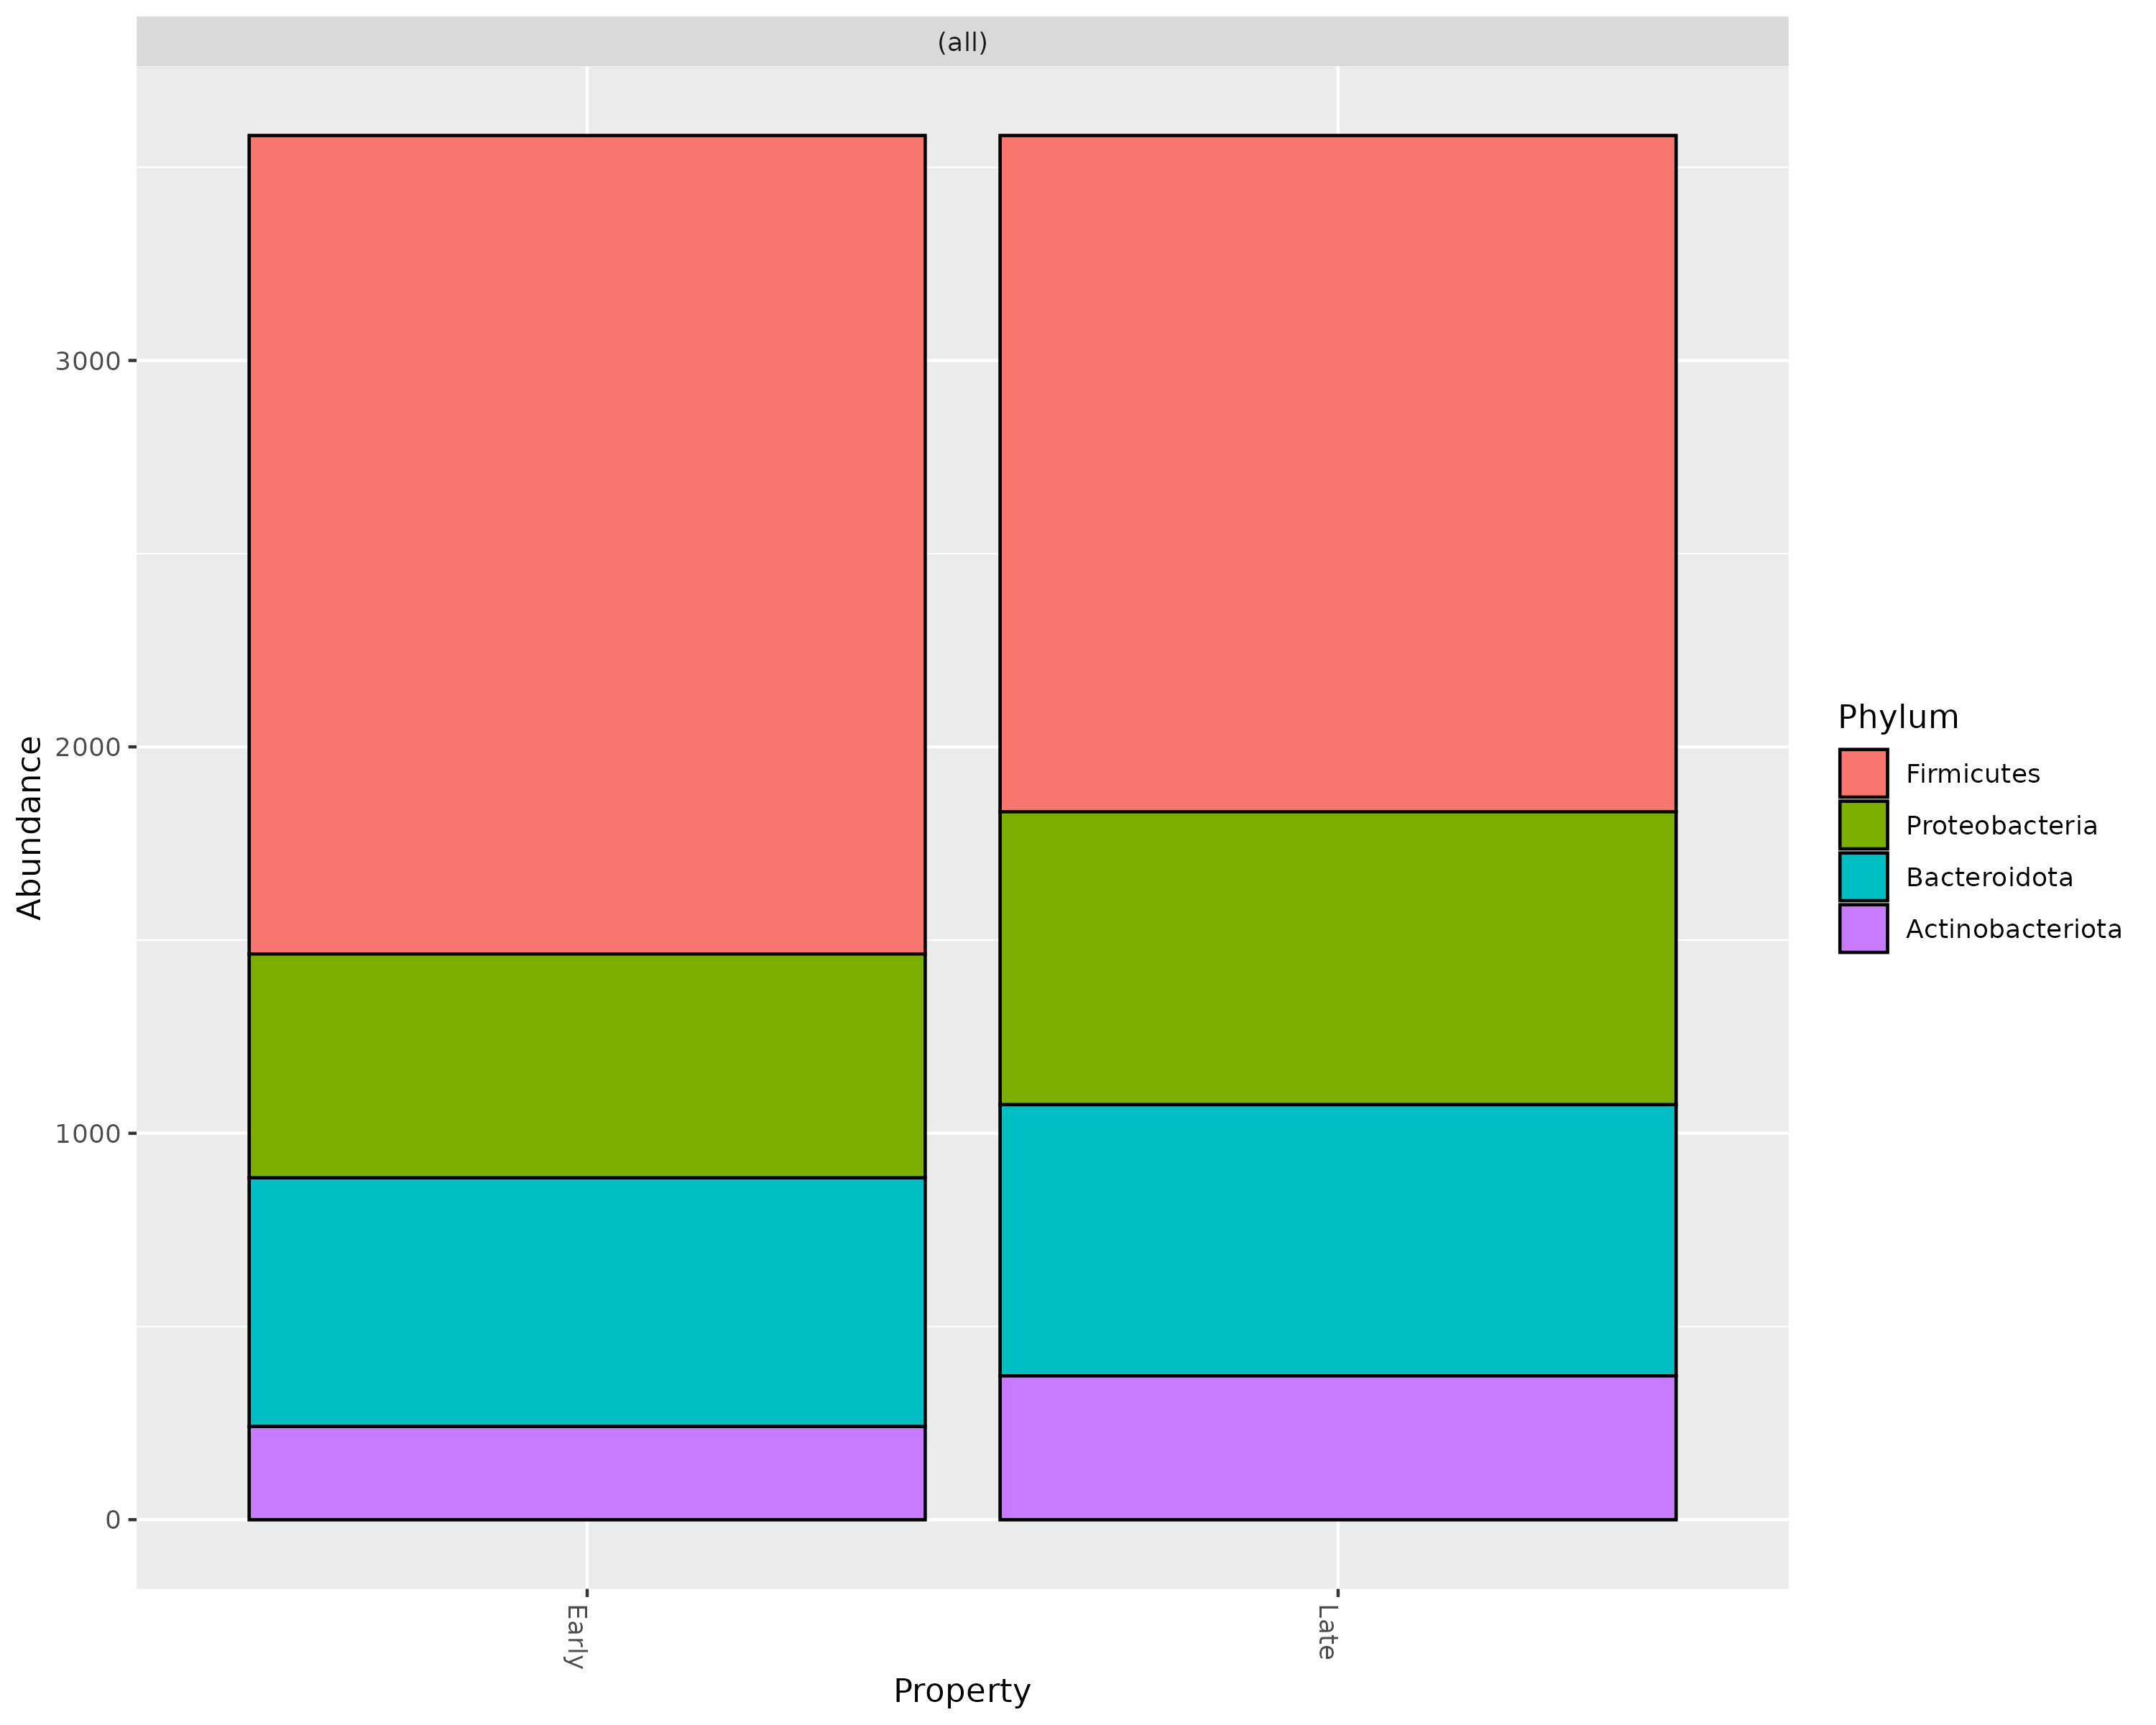 (all)
Abundance
3000
2000
1000
0
Early
Late
Property
Phylum
Firmicutes
Proteobacteria
Bacteroidota
Actinobacteriota